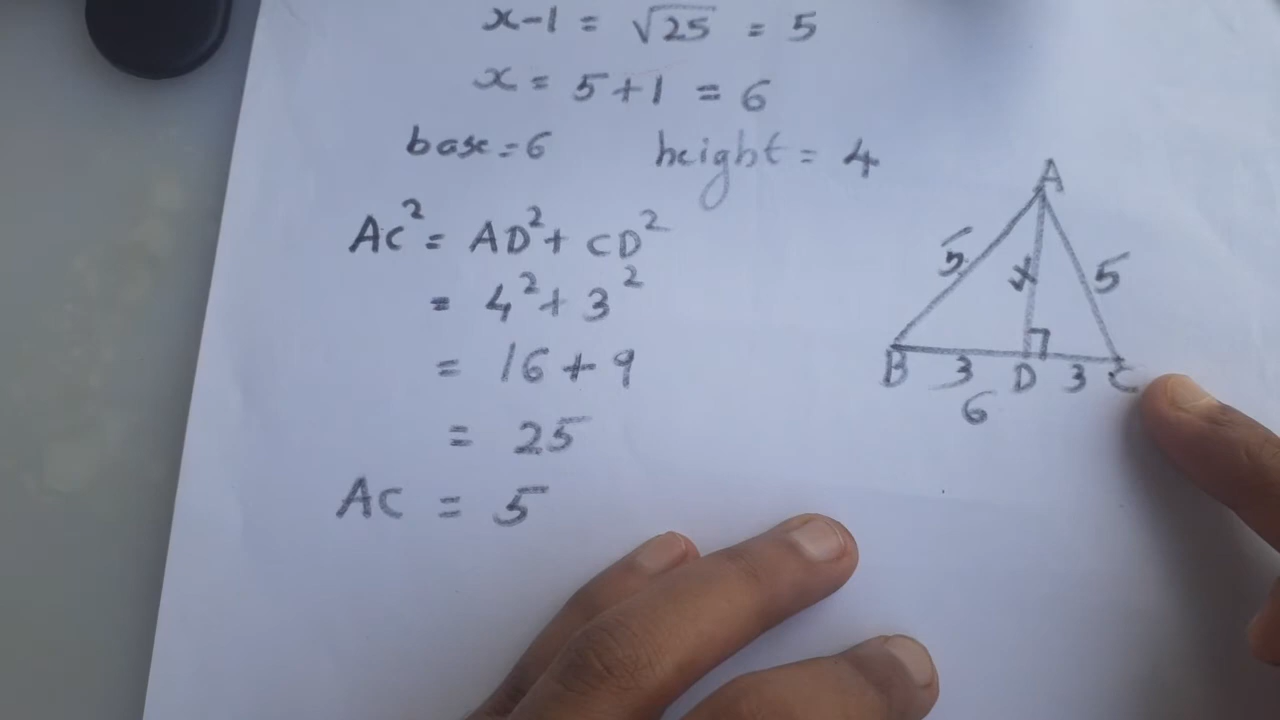 x-1 = √25 = 5
x = 5+1 = 6
base = 6 height = 4
AC² = AD² + CD²
= 4² + 3²
= 16 + 9
= 25
AC = 5
A
5 4 5
B 3 D 3 C
6